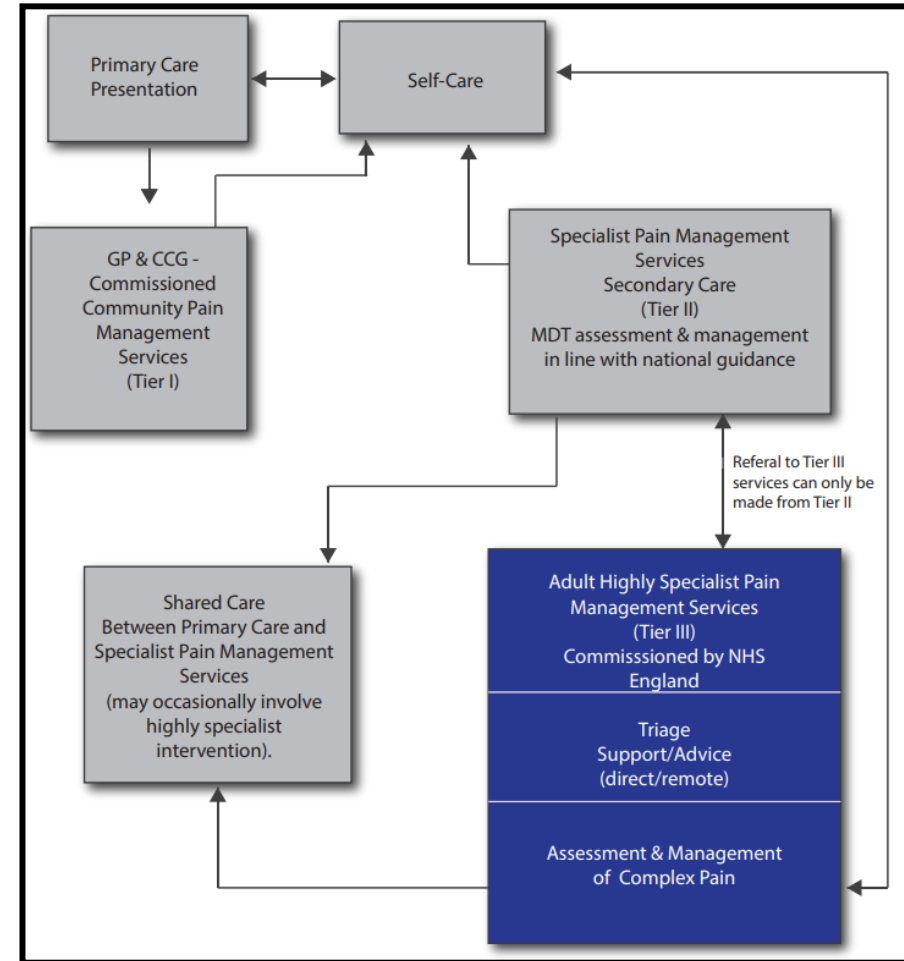 Primary Care
Presentation
Self-Care
GP & CCG -
Commissioned
Community Pain
Management
Services
(Tier I)
Specialist Pain Management
Services
Secondary Care
(Tier II)
MDT assessment & management
in line with national guidance
Referal to Tier III
services can only be
made from Tier II
Shared Care
Between Primary Care and
Specialist Pain Management
Services
(may occasionally involve
highly specialist
intervention).
Adult Highly Specialist Pain
Management Services
(Tier III)
Commisssioned by NHS
England
Triage
Support/Advice
(direct/remote)
Assessment & Management
of Complex Pain